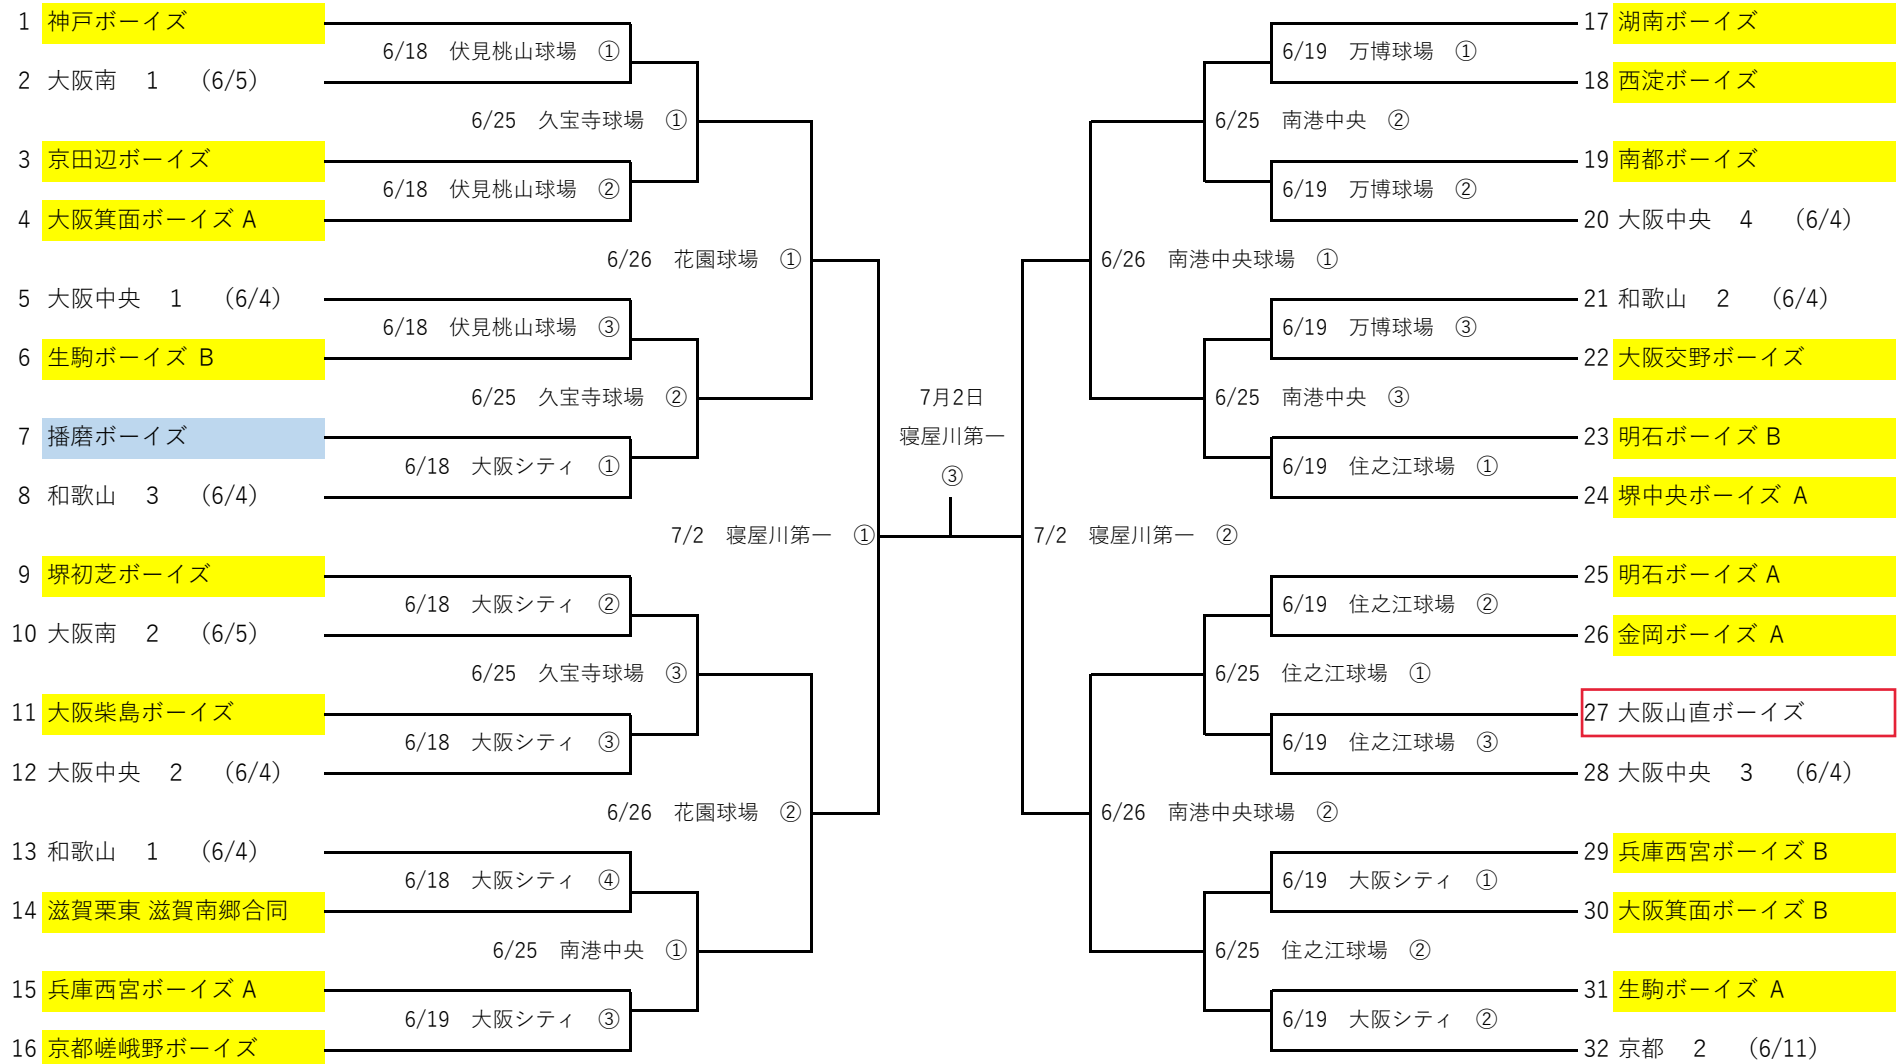 1 神戸ボーイズ
6/18 伏見桃山球場 ①
2 大阪南 1 （6/5）
6/25 久宝寺球場 ①
3 京田辺ボーイズ
6/18 伏見桃山球場 ②
4 大阪箕面ボーイズ A
6/26 花園球場 ①
5 大阪中央 1 （6/4）
6/18 伏見桃山球場 ③
6 生駒ボーイズ B
6/25 久宝寺球場 ②
7 播磨ボーイズ
6/18 大阪シティ ①
8 和歌山 3 （6/4）
7/2 寝屋川第一 ①
9 堺初芝ボーイズ
6/18 大阪シティ ②
10 大阪南 2 （6/5）
6/25 久宝寺球場 ③
11 大阪柴島ボーイズ
6/18 大阪シティ ③
12 大阪中央 2 （6/4）
6/26 花園球場 ②
13 和歌山 1 （6/4）
6/18 大阪シティ ④
14 滋賀栗東 滋賀南郷合同
6/25 南港中央 ①
15 兵庫西宮ボーイズ A
6/19 大阪シティ ③
16 京都嵯峨野ボーイズ
7月2日
寝屋川第一
③
17 湖南ボーイズ
6/19 万博球場 ①
18 西淀ボーイズ
6/25 南港中央 ②
19 南都ボーイズ
6/19 万博球場 ②
20 大阪中央 4 （6/4）
6/26 南港中央球場 ①
21 和歌山 2 （6/4）
6/19 万博球場 ③
22 大阪交野ボーイズ
6/25 南港中央 ③
23 明石ボーイズ B
6/19 住之江球場 ①
24 堺中央ボーイズ A
7/2 寝屋川第一 ②
25 明石ボーイズ A
6/19 住之江球場 ②
26 金岡ボーイズ A
6/25 住之江球場 ①
27 大阪山直ボーイズ
6/19 住之江球場 ③
28 大阪中央 3 （6/4）
6/26 南港中央球場 ②
29 兵庫西宮ボーイズ B
6/19 大阪シティ ①
30 大阪箕面ボーイズ B
6/25 住之江球場 ②
31 生駒ボーイズ A
6/19 大阪シティ ②
32 京都 2 （6/11）